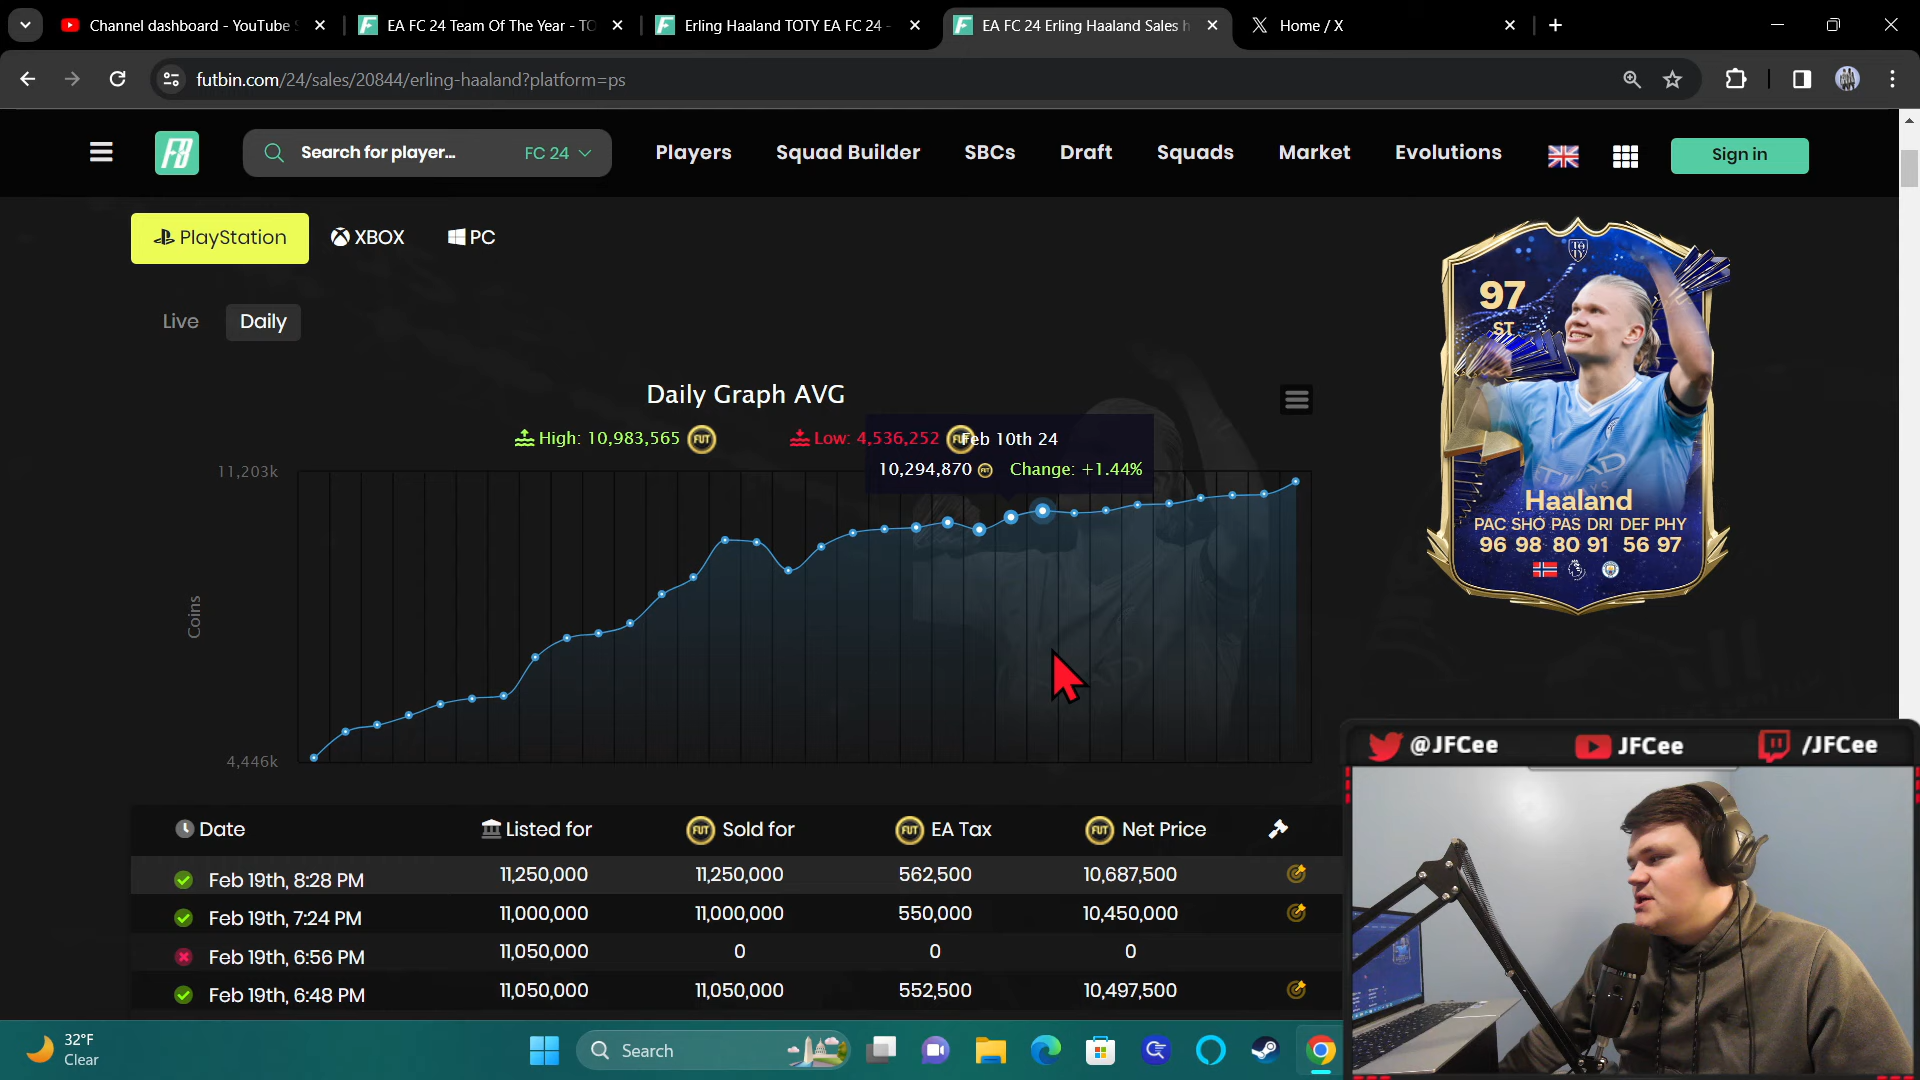 Channel dashboard - YouTube S
EA FC 24 Team Of The Year - TO
Erling Haaland TOTY EA FC 24 -
EA FC 24 Erling Haaland Sales h
Home / X
futbin.com/24/sales/20844/erling-haaland?platform=ps
Search for player...
FC 24
Players
Squad Builder
SBCs
Draft
Squads
Market
Evolutions
Sign in
PlayStation
XBOX
PC
Live
Daily
Daily Graph AVG
High: 10,983,565
Low: 4,536,252
Feb 10th 24
10,294,870
Change: +1.44%
11,203k
Coins
4,446k
97
ST
Haaland
PAC SHO PAS DRI DEF PHY
96 98 80 91 56 97
Date
Listed for
Sold for
EA Tax
Net Price
Feb 19th, 8:28 PM 11,250,000 11,250,000 562,500 10,687,500
Feb 19th, 7:24 PM 11,000,000 11,000,000 550,000 10,450,000
Feb 19th, 6:56 PM 11,050,000 0 0 0
Feb 19th, 6:48 PM 11,050,000 11,050,000 552,500 10,497,500
@JFCee
JFCee
/JFCee
32°F
Clear
Search